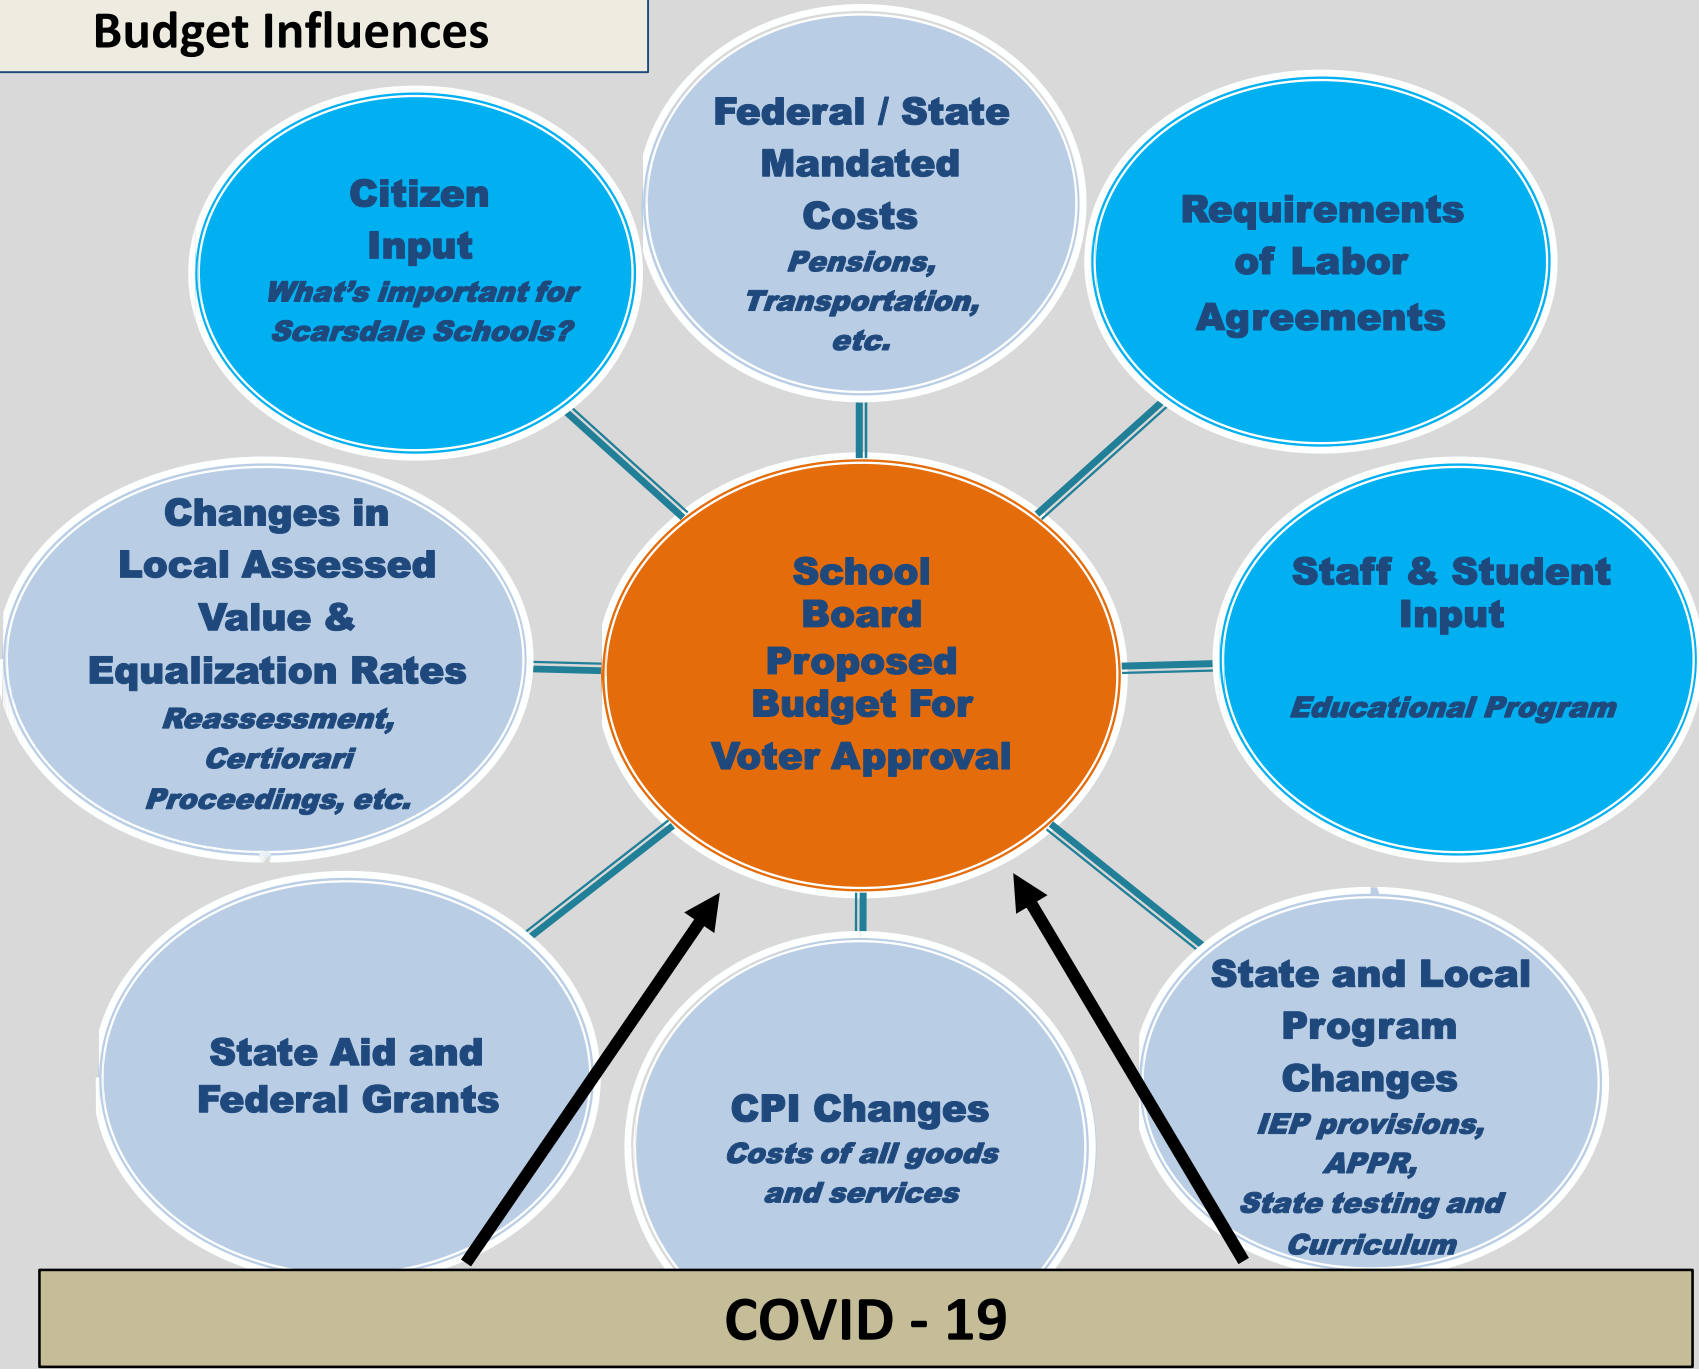 Budget Influences
Federal / State
Mandated
Costs
Pensions,
Transportation,
etc.
Citizen
Input
What's important for
Scarsdale Schools?
Requirements
of Labor
Agreements
Changes in
Local Assessed
Value &
Equalization Rates
Reassessment,
Certiorari
Proceedings, etc.
School
Board
Proposed
Budget For
Voter Approval
Staff & Student
Input
Educational Program
State Aid and
Federal Grants
CPI Changes
Costs of all goods
and services
State and Local
Program
Changes
IEP provisions,
APPR,
State testing and
Curriculum
COVID - 19